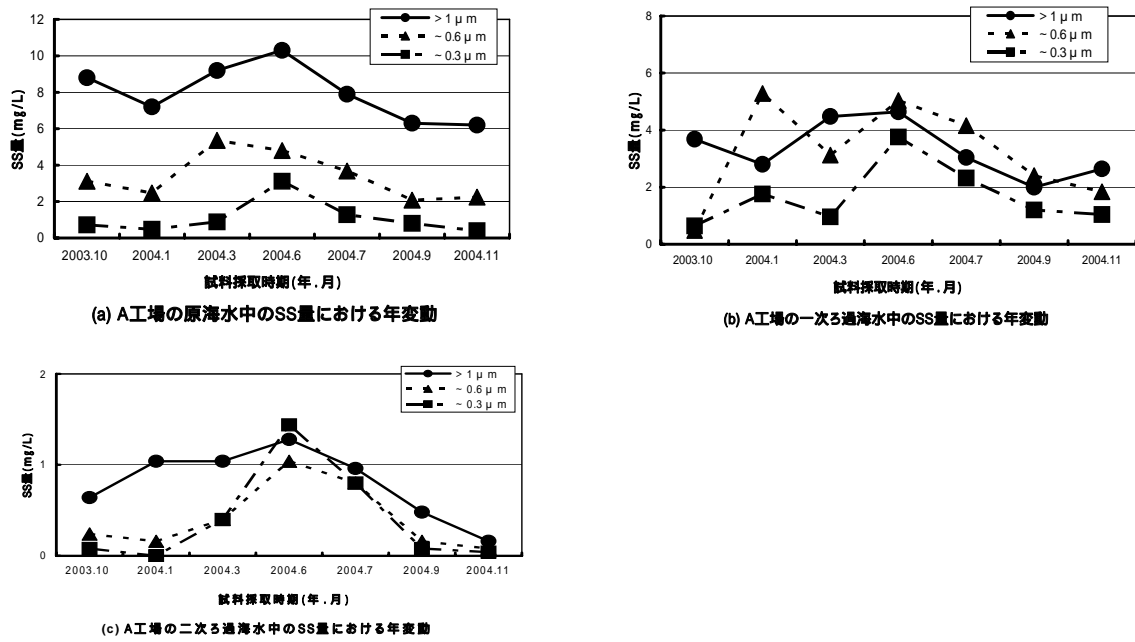 12
10
8
6
4
2
0
SS量(mg/L)
> 1 μm
~ 0.6 μm
~ 0.3 μm
2003.10 2004.1 2004.3 2004.6 2004.7 2004.9 2004.11
試料採取時期(年.月)
(a) A工場の原海水中のSS量における年変動
8
6
4
2
0
SS量(mg/L)
> 1 μm
~ 0.6 μm
~ 0.3 μm
2003.10 2004.1 2004.3 2004.6 2004.7 2004.9 2004.11
試料採取時期(年.月)
(b) A工場の一次ろ過海水中のSS量における年変動
2
1
0
SS量(mg/L)
> 1 μm
~ 0.6 μm
~ 0.3 μm
2003.10 2004.1 2004.3 2004.6 2004.7 2004.9 2004.11
試料採取時期(年.月)
(c) A工場の二次ろ過海水中のSS量における年変動